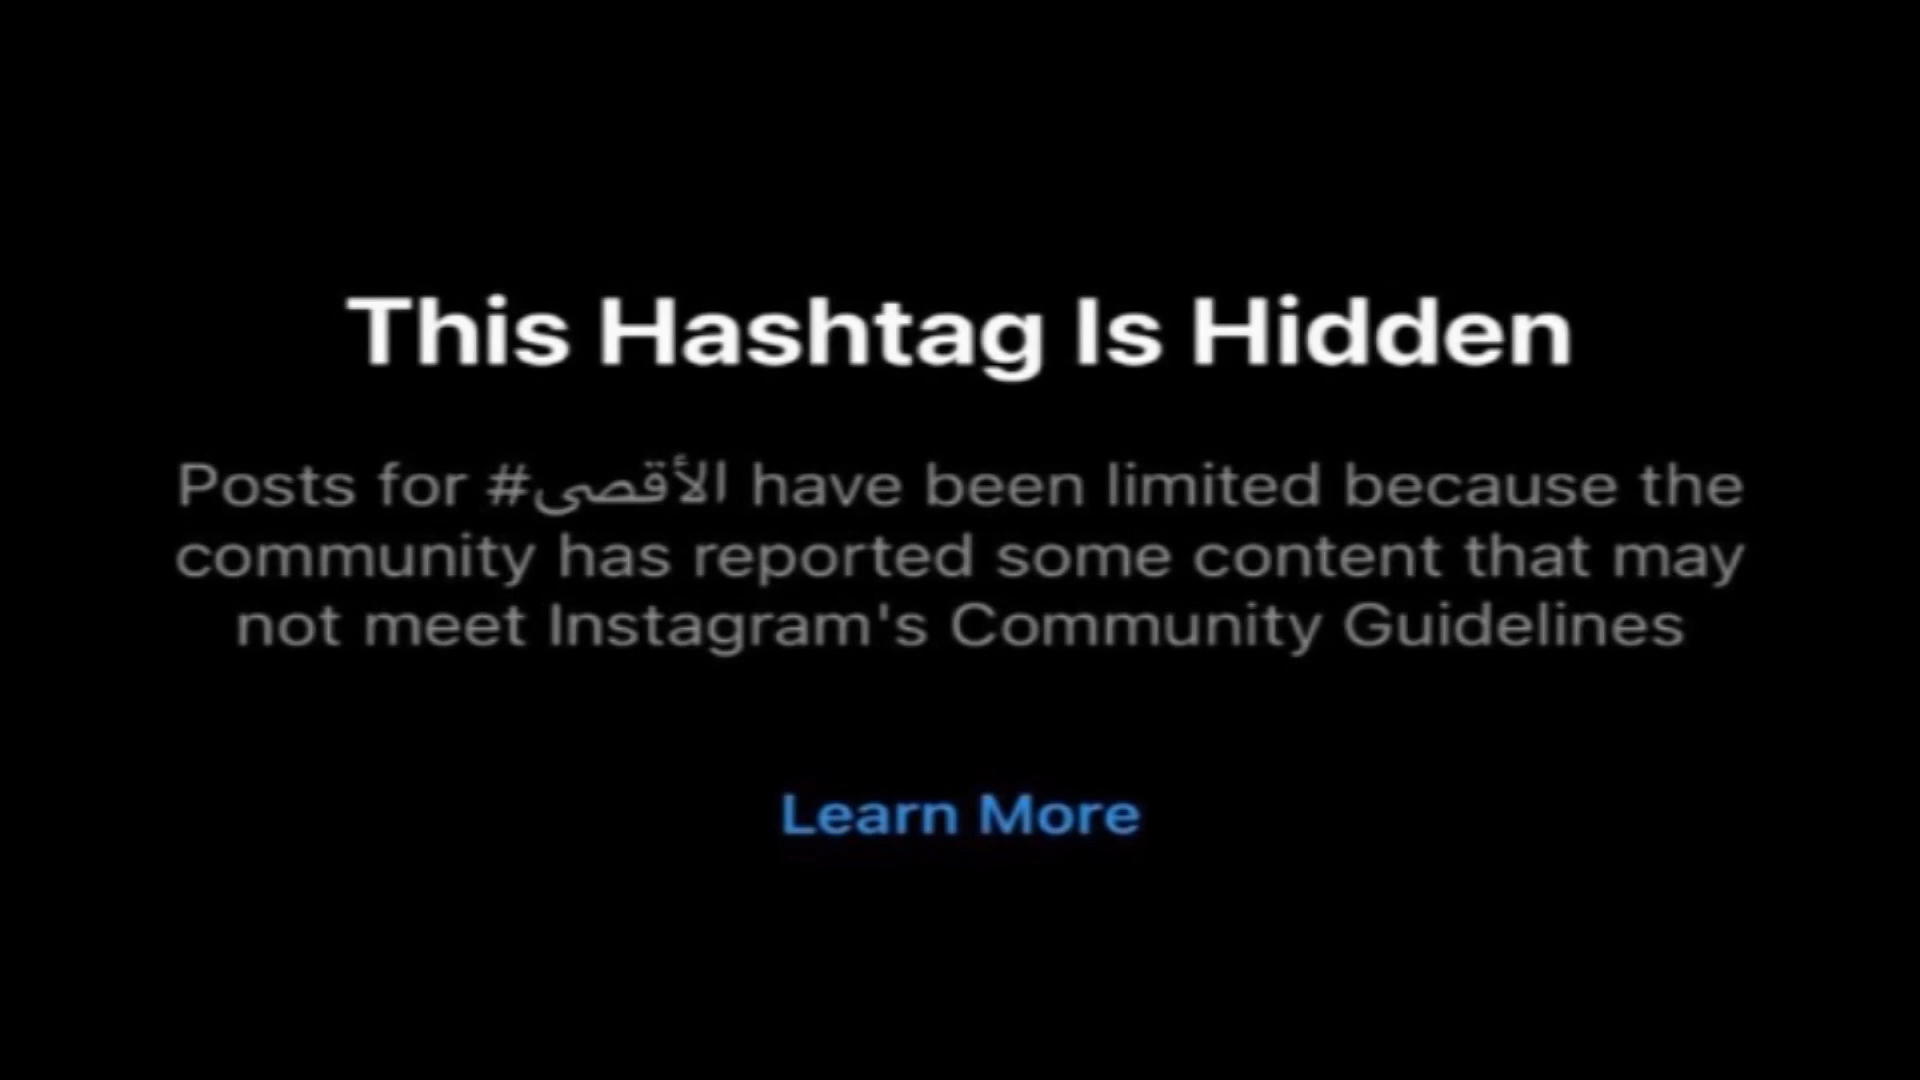 This Hashtag Is Hidden
Posts for #الأقصى have been limited because the
community has reported some content that may
not meet Instagram's Community Guidelines
Learn More